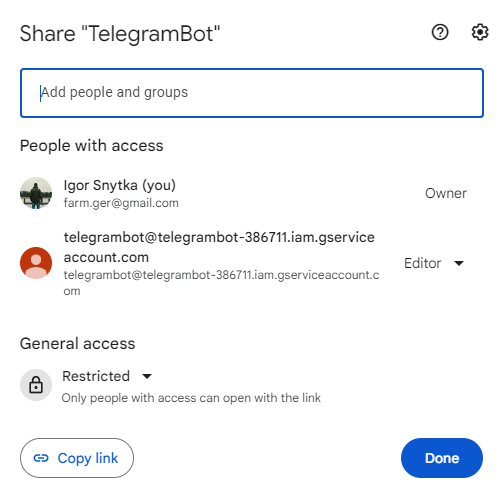 Share "TelegramBot"
Add people and groups
People with access
Igor Snytka (you)
farm.ger@gmail.com
Owner
telegrambot@telegrambot-386711.iam.gservice
account.com
telegrambot@telegrambot-386711.iam.gserviceaccount.c
om
Editor
General access
Restricted
Only people with access can open with the link
Copy link
Done